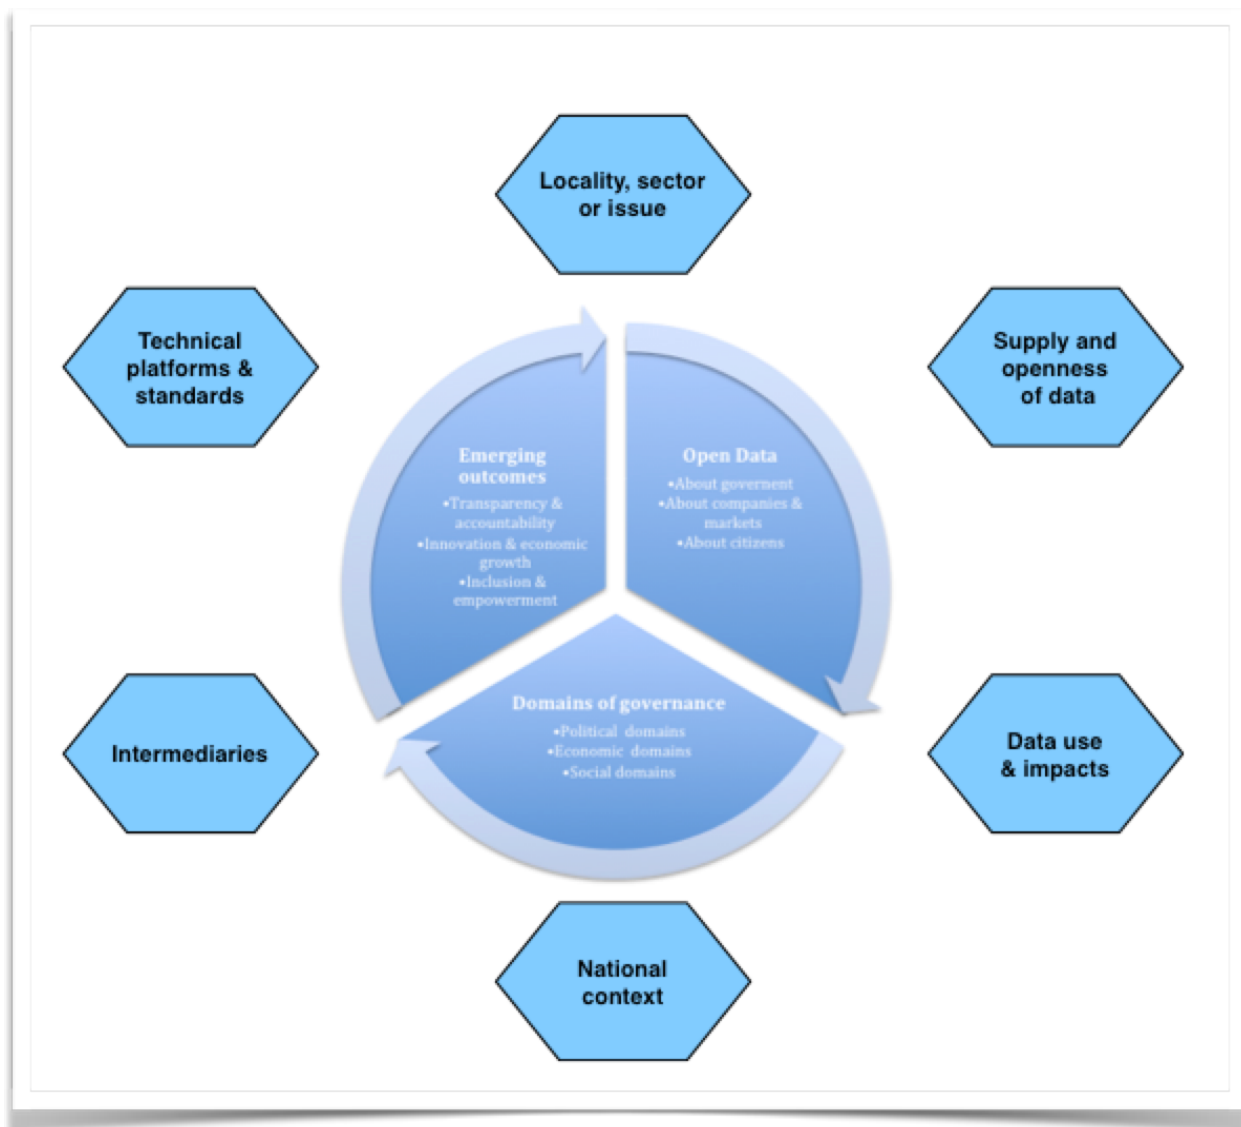 Locality, sector
or issue
Technical
platforms &
standards
Supply and
openness
of data
Emerging
outcomes
•Transparency &
accountability
•Innovation & economic
growth
•Inclusion &
empowerment
Open Data
•About goverment
•About companies &
markets
•About citizens
Domains of governance
•Political domains
•Economic domains
•Social domains
Intermediaries
Data use
& impacts
National
context